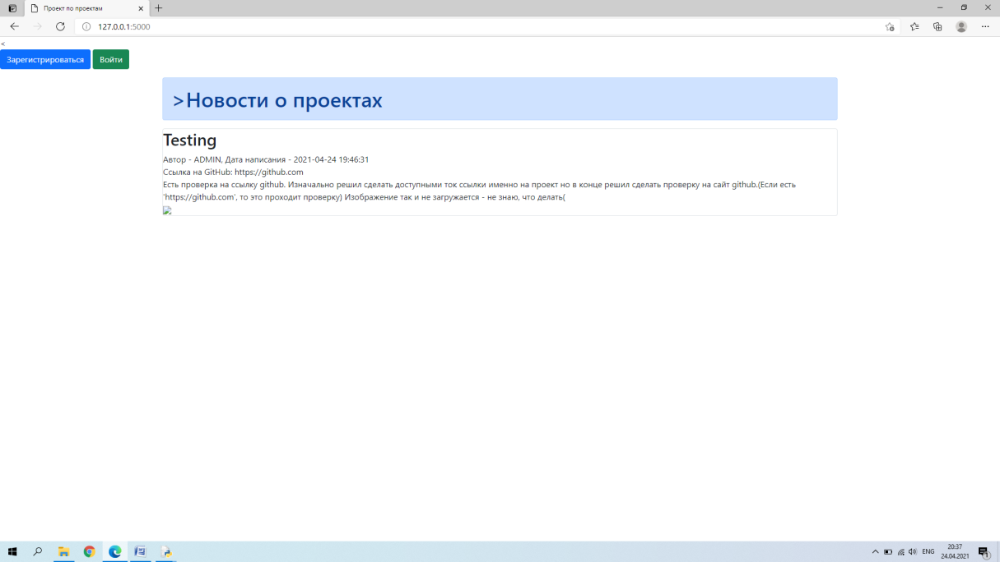 Проект по проектам
127.0.0.1:5000
<
Зарегистрироваться Войти
>Новости о проектах
Testing
Автор - ADMIN, Дата написания - 2021-04-24 19:46:31
Ссылка на GitHub: https://github.com
Есть проверка на ссылку github. Изначально решил сделать доступными ток ссылки именно на проект но в конце решил сделать проверку на сайт github.(Если есть
'https://github.com', то это проходит проверку) Изображение так и не загружается - не знаю, что делать(
ENG
20:37
24.04.2021
1